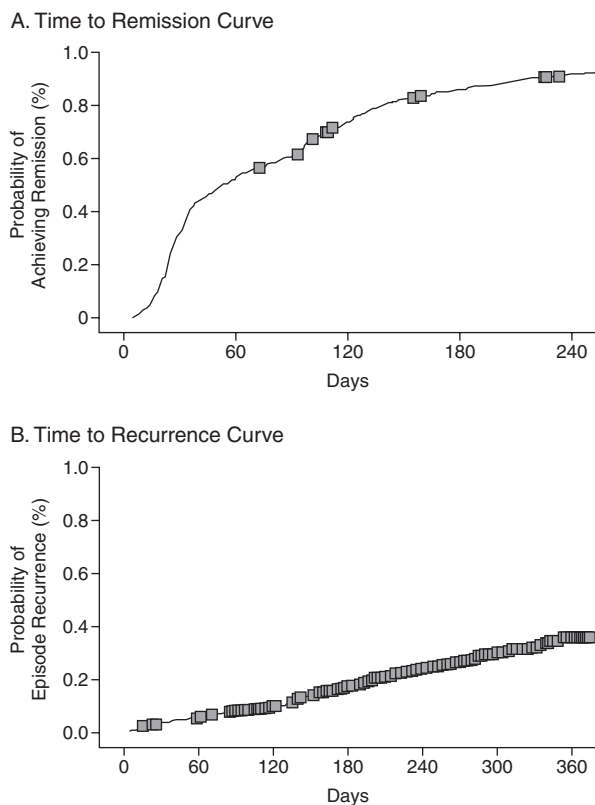 A. Time to Remission Curve
1.0
0.8
0.6
0.4
0.2
0
Probability of
Achieving Remission (%)
0 60 120 180 240
Days
B. Time to Recurrence Curve
1.0
0.8
0.6
0.4
0.2
0.0
Probability of
Episode Recurrence (%)
0 60 120 180 240 300 360
Days